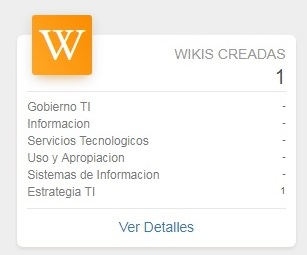 W
WIKIS CREADAS
1
Gobierno TI -
Informacion -
Servicios Tecnologicos -
Uso y Apropiacion -
Sistemas de Informacion -
Estrategia TI 1
Ver Detalles